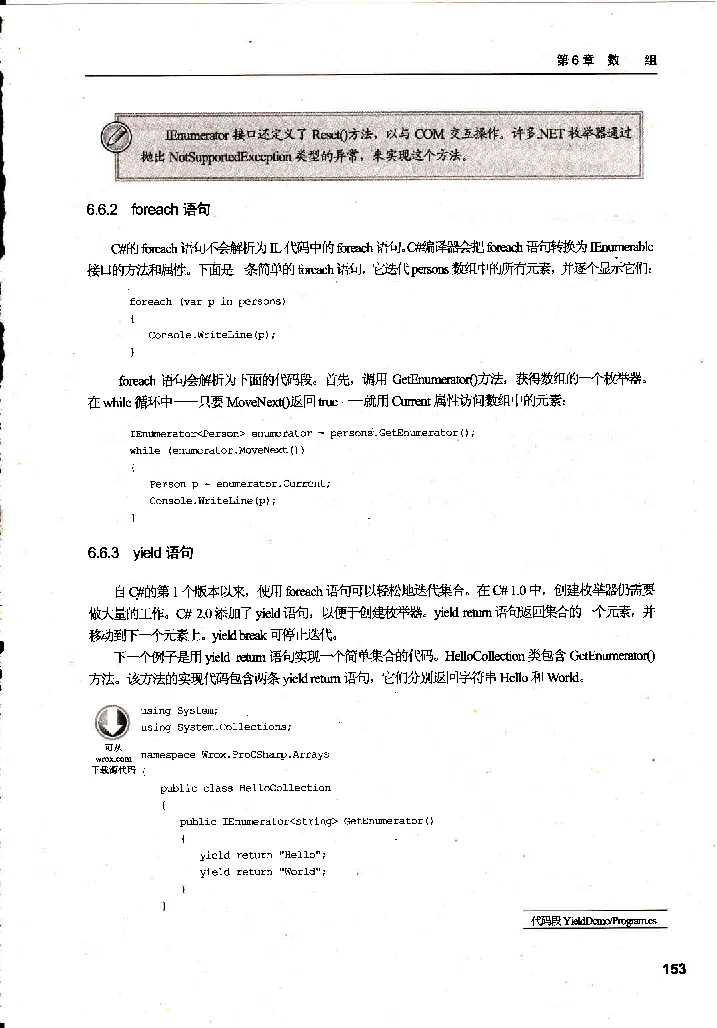 第6章 数 组
IEnumerator 接口还定义了 Reset()方法，以与 COM 交互操作。许多.NET 枚举器通过
抛出 NotSupportedException 类型的异常，来实现这个方法。
6.6.2 foreach 语句
C#的 foreach 语句不会解析为 IL 代码中的 foreach 语句。C#编译器会把 foreach 语句转换为 IEnumerable
接口的方法和属性。下面是 条简单的 foreach 语句，它迭代 persons 数组中的所有元素，并逐个显示它们：
foreach (var p in persons)
{
Console.WriteLine(p);
}
foreach 语句会解析为下面的代码段。首先，调用 GetEnumerator()方法，获得数组的一个枚举器。
在 while 循环中——只要 MoveNext()返回 true——就用 Current 属性访问数组中的元素：
IEnumerator<Person> enumerator = persons.GetEnumerator();
while (enumerator.MoveNext())
{
Person p = enumerator.Current;
Console.WriteLine(p);
}
6.6.3 yield 语句
自 C#的第 1 个版本以来，使用 foreach 语句可以轻松地迭代集合。在 C# 1.0 中，创建枚举器仍需要
做大量的工作。C# 2.0 添加了 yield 语句，以便于创建枚举器。yield return 语句返回集合的 个元素，并
移动到下一个元素上。yield break 可停止迭代。
下一个例子是用 yield return 语句实现一个简单集合的代码。HelloCollection 类包含 GetEnumerator()
方法。该方法的实现代码包含两条 yield return 语句，它们分别返回字符串 Hello 和 World。
using System;
using System.Collections;
可从
wrox.com
下载源代码
namespace Wrox.ProCSharp.Arrays
{
public class HelloCollection
{
public IEnumerator<string> GetEnumerator()
{
yield return "Hello";
yield return "World";
}
}
代码段 YieldDemo/Program.cs
153